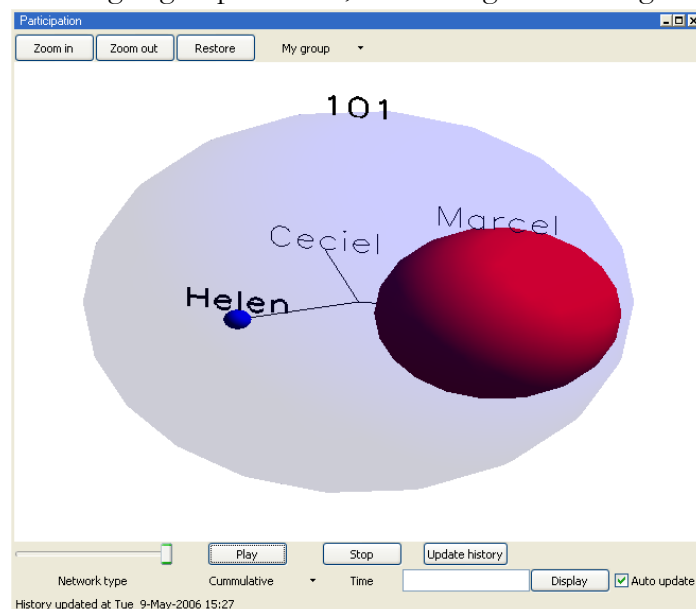 Participation
Zoom in Zoom out Restore My group
101
Ceciel Marcel
Helen
Play Stop Update history
Network type Cummulative Time Display Auto update
History updated at Tue 9-May-2006 15:27